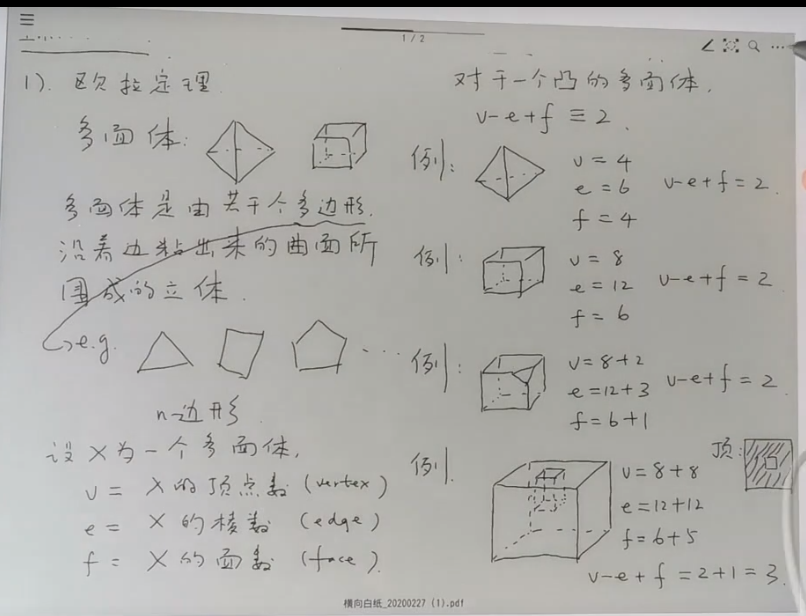 1/2
1). 欧拉定理
多面体:
多面体是由若干个多边形.
沿着边粘出来的曲面所
围成的立体.
e.g. ....
n-边形
设 X 为一个多面体,
v = X 的顶点数 (vertex)
e = X 的棱数 (edge)
f = X 的面数 (face).
对于一个凸的多面体,
v-e+f ≡ 2.
例:
v = 4
e = 6 v-e+f = 2.
f = 4
例:
v = 8
e = 12 v-e+f = 2
f = 6
例:
v = 8+2
e = 12+3 v-e+f = 2.
f = 6+1
例. 顶:
v = 8+8
e = 12+12
f = 6+5
v-e+f = 2+1 = 3.
横向白纸_20200227 (1).pdf